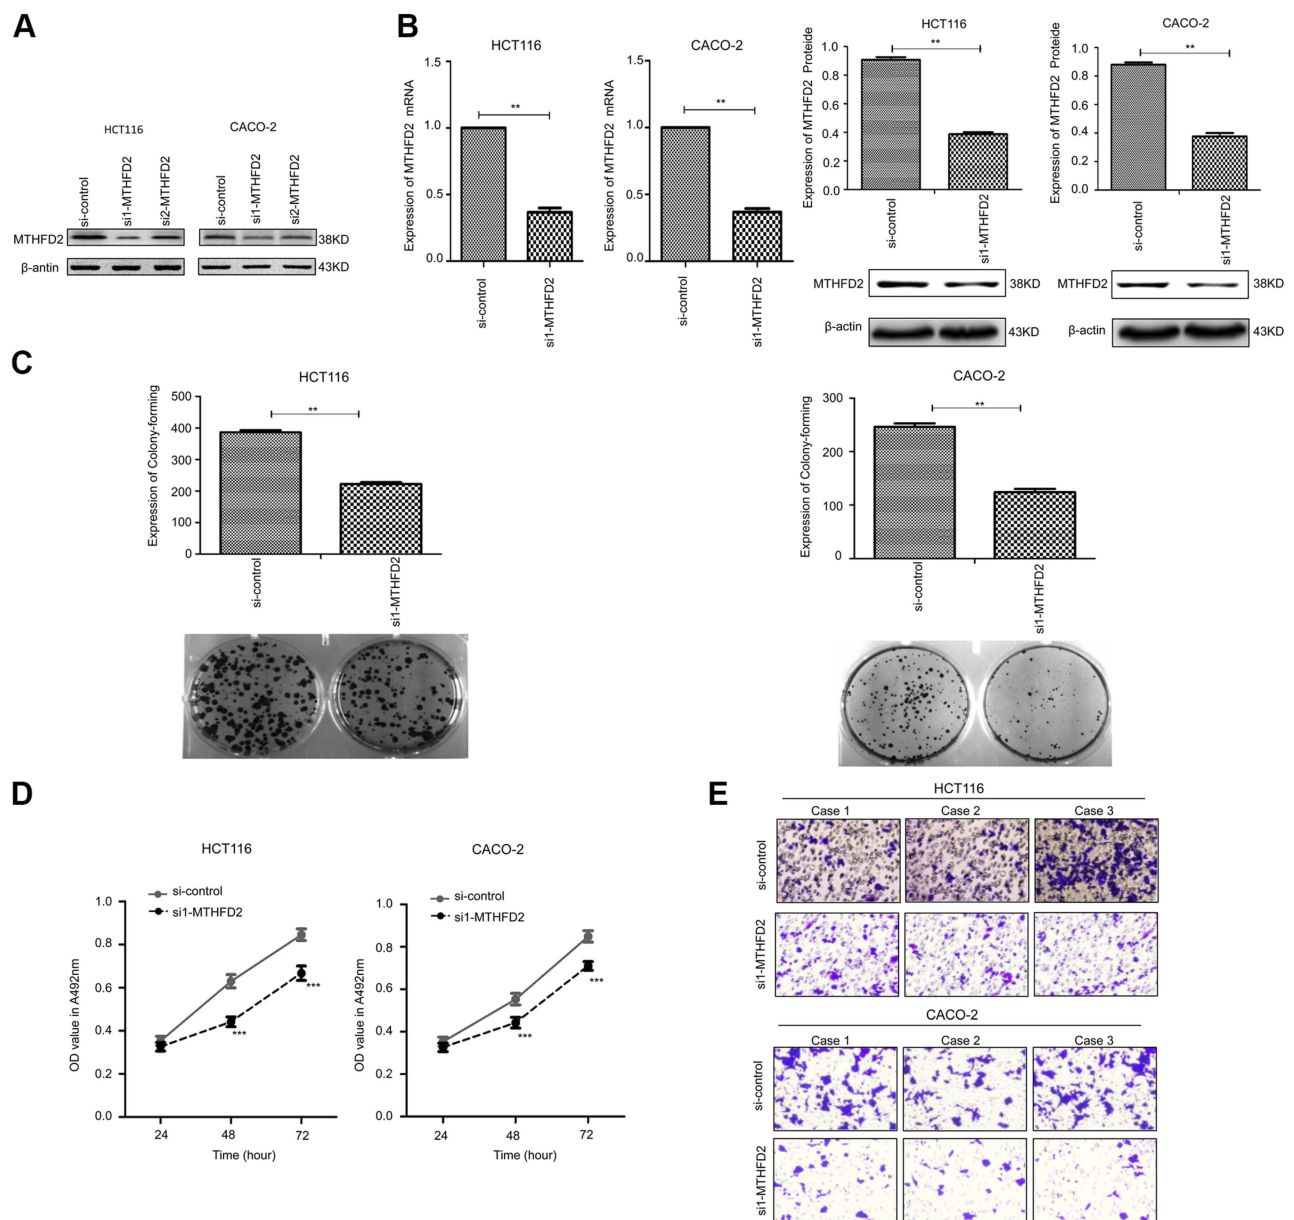 A
HCT116
CACO-2
si-control
si1-MTHFD2
si2-MTHFD2
si-control
si1-MTHFD2
si2-MTHFD2
MTHFD2
38KD
β-antin
43KD
B
HCT116
Expression of MTHFD2 mRNA
1.5
1.0
0.5
0.0
**
si-control
si1-MTHFD2
CACO-2
Expression of MTHFD2 mRNA
1.5
1.0
0.5
0.0
**
si-control
si1-MTHFD2
HCT116
Expression of MTHFD2 Proteide
1.0
0.8
0.6
0.4
0.2
0.0
**
si-control
si1-MTHFD2
MTHFD2
38KD
β-actin
43KD
CACO-2
Expression of MTHFD2 Proteide
1.0
0.8
0.6
0.4
0.2
0.0
**
si-control
si1-MTHFD2
MTHFD2
38KD
β-actin
43KD
C
HCT116
Expression of Colony-forming
500
400
300
200
100
0
**
si-control
si1-MTHFD2
CACO-2
Expression of Colony-forming
300
200
100
0
**
si-control
si1-MTHFD2
D
HCT116
si-control
si1-MTHFD2
OD value in A492nm
1.0
0.8
0.6
0.4
0.2
0.0
***
***
24 48 72
Time (hour)
CACO-2
si-control
si1-MTHFD2
OD value in A492nm
1.0
0.8
0.6
0.4
0.2
0.0
***
***
24 48 72
Time (hour)
E
HCT116
Case 1 Case 2 Case 3
si-control
si1-MTHFD2
CACO-2
Case 1 Case 2 Case 3
si-control
si1-MTHFD2